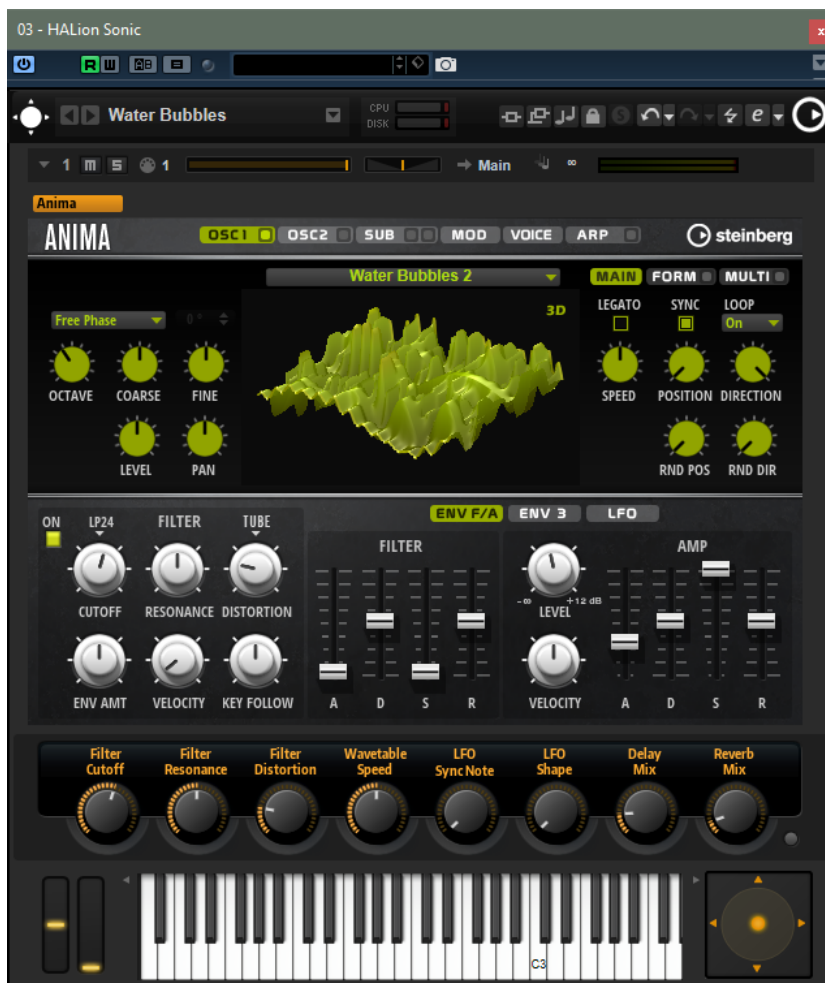 03 - HALion Sonic
x
R W AB
Water Bubbles
CPU
DISK
S
e
1 m S 1 Main ∞
Anima
ANIMA OSC1 OSC2 SUB MOD VOICE ARP steinberg
Water Bubbles 2 MAIN FORM MULTI
3D
LEGATO SYNC LOOP
Free Phase 0 ° On
OCTAVE COARSE FINE SPEED POSITION DIRECTION
LEVEL PAN RND POS RND DIR
ENV F/A ENV 3 LFO
ON LP24 FILTER TUBE
FILTER AMP
CUTOFF RESONANCE DISTORTION
-∞ +12 dB
LEVEL
ENV AMT VELOCITY KEY FOLLOW A D S R VELOCITY A D S R
Filter Filter Filter Wavetable LFO LFO Delay Reverb
Cutoff Resonance Distortion Speed Sync Note Shape Mix Mix
C3